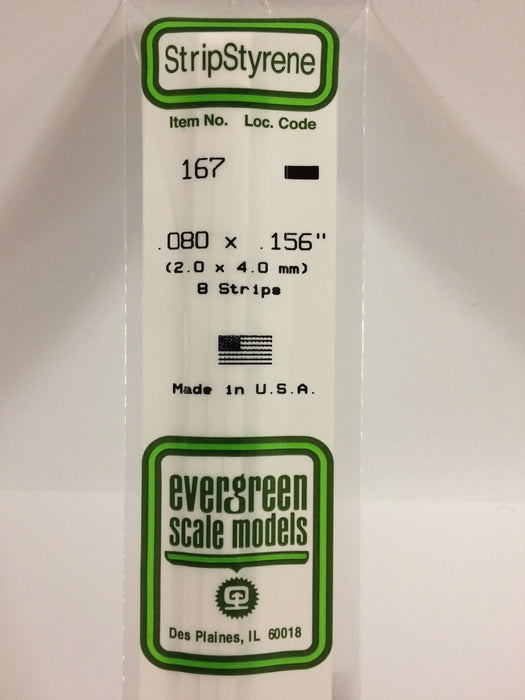 StripStyrene
Item No. Loc. Code
167
.080 x .156"
(2.0 x 4.0 mm)
8 Strips
Made in U.S.A.
evergreen
scale models
Des Plaines, IL 60018